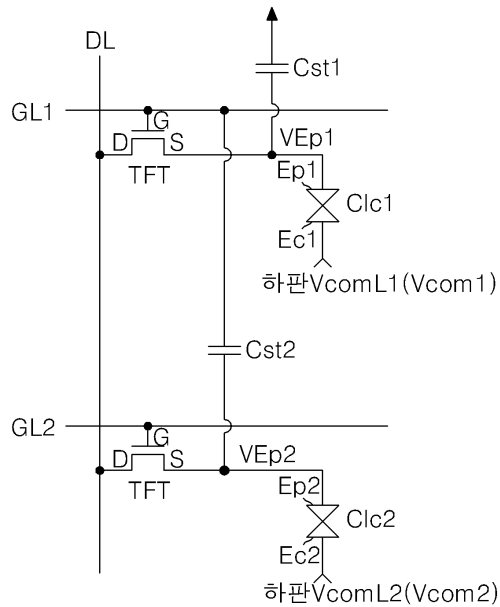 DL
Cst1
GL1
G
VEp1
D
S
TFT
Ep1
Clc1
Ec1
하판VcomL1(Vcom1)
Cst2
GL2
G
VEp2
D
S
TFT
Ep2
Clc2
Ec2
하판VcomL2(Vcom2)